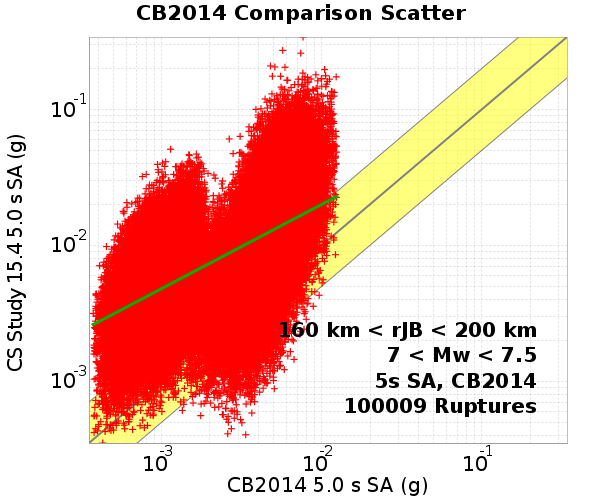 CB2014 Comparison Scatter
CS Study 15.4 5.0 s SA (g)
10-1
10-2
10-3
160 km < rJB < 200 km
7 < Mw < 7.5
5s SA, CB2014
100009 Ruptures
10-3 10-2 10-1
CB2014 5.0 s SA (g)